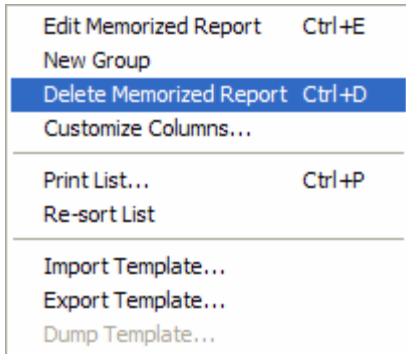 Edit Memorized Report Ctrl+E
New Group
Delete Memorized Report Ctrl+D
Customize Columns...
Print List... Ctrl+P
Re-sort List
Import Template...
Export Template...
Dump Template...